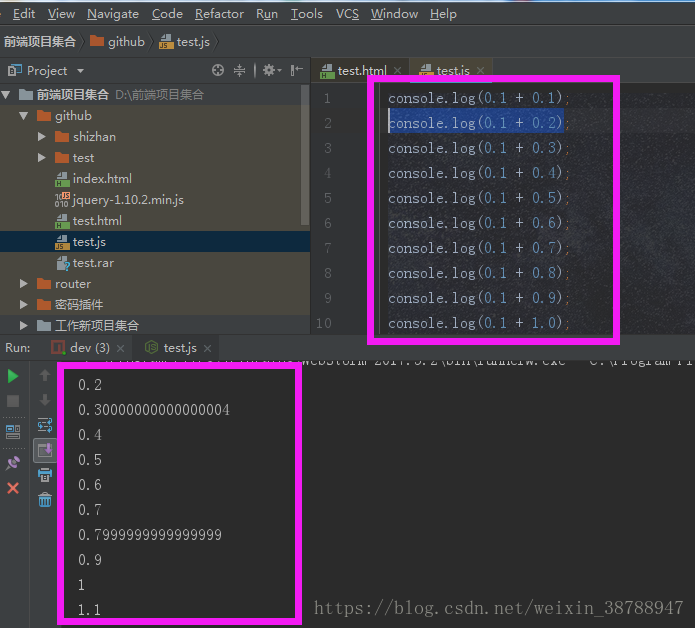 Edit View Navigate Code Refactor Run Tools VCS Window Help
前端项目集合 github test.js
Project
test.html test.js
前端项目集合 D:\前端项目集合
github
shizhan
test
index.html
jquery-1.10.2.min.js
test.html
test.js
test.rar
router
密码插件
工作新项目集合
1 console.log(0.1 + 0.1);
2 console.log(0.1 + 0.2);
3 console.log(0.1 + 0.3);
4 console.log(0.1 + 0.4);
5 console.log(0.1 + 0.5);
6 console.log(0.1 + 0.6);
7 console.log(0.1 + 0.7);
8 console.log(0.1 + 0.8);
9 console.log(0.1 + 0.9);
10 console.log(0.1 + 1.0);
Run: dev (3) test.js
0.2
0.30000000000000004
0.4
0.5
0.6
0.7
0.7999999999999999
0.9
1
1.1
https://blog.csdn.net/weixin_38788947